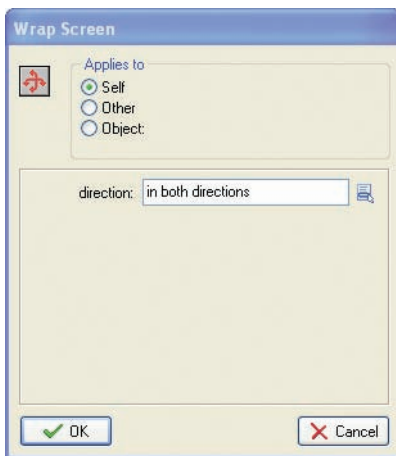 Wrap Screen
Applies to
Self
Other
Object:
direction: in both directions
OK
Cancel